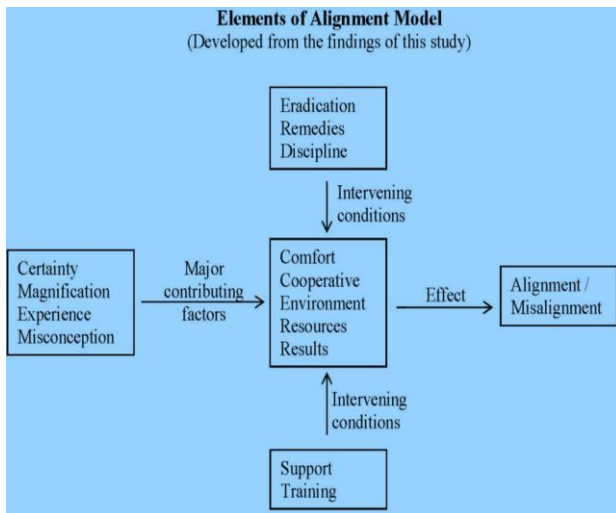 Elements of Alignment Model
(Developed from the findings of this study)
Eradication
Remedies
Discipline
Intervening
conditions
Certainty
Magnification
Experience
Misconception
Major
contributing
factors
Comfort
Cooperative
Environment
Resources
Results
Effect
Alignment /
Misalignment
Intervening
conditions
Support
Training